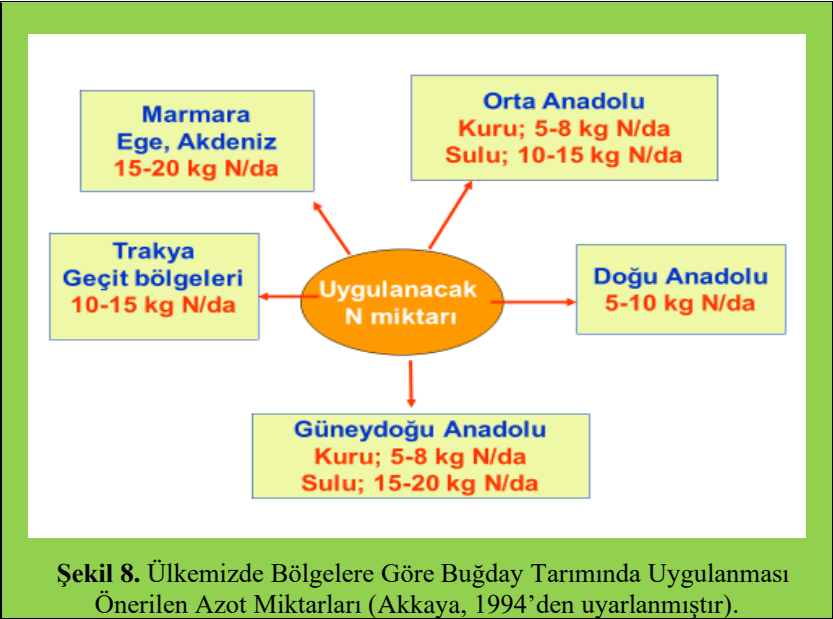 Marmara
Ege, Akdeniz
15-20 kg N/da
Orta Anadolu
Kuru; 5-8 kg N/da
Sulu; 10-15 kg N/da
Trakya
Geçit bölgeleri
10-15 kg N/da
Uygulanacak
N miktarı
Doğu Anadolu
5-10 kg N/da
Güneydoğu Anadolu
Kuru; 5-8 kg N/da
Sulu; 15-20 kg N/da
Şekil 8. Ülkemizde Bölgelere Göre Buğday Tarımında Uygulanması
Önerilen Azot Miktarları (Akkaya, 1994’den uyarlanmıştır).